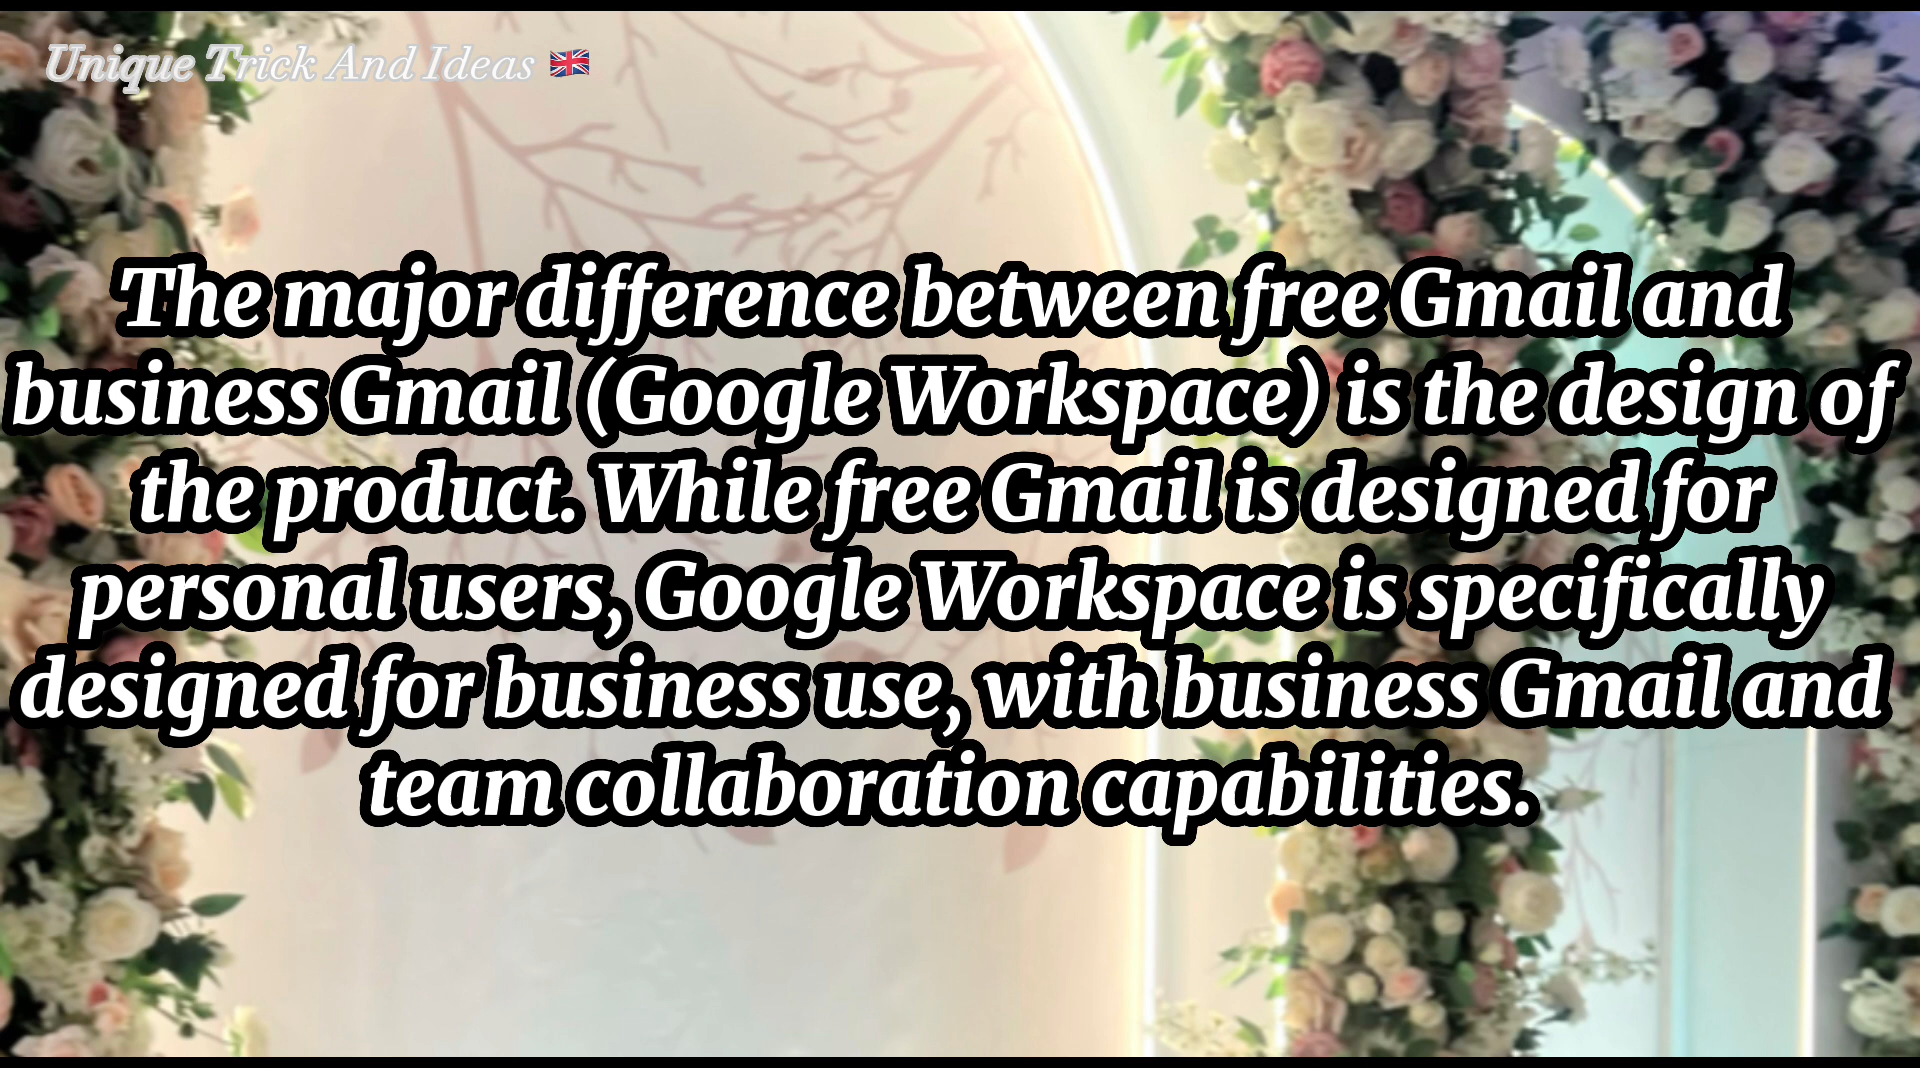 Unique Trick And Ideas 🇬🇧
The major difference between free Gmail and
business Gmail (Google Workspace) is the design of
the product. While free Gmail is designed for
personal users, Google Workspace is specifically
designed for business use, with business Gmail and
team collaboration capabilities.